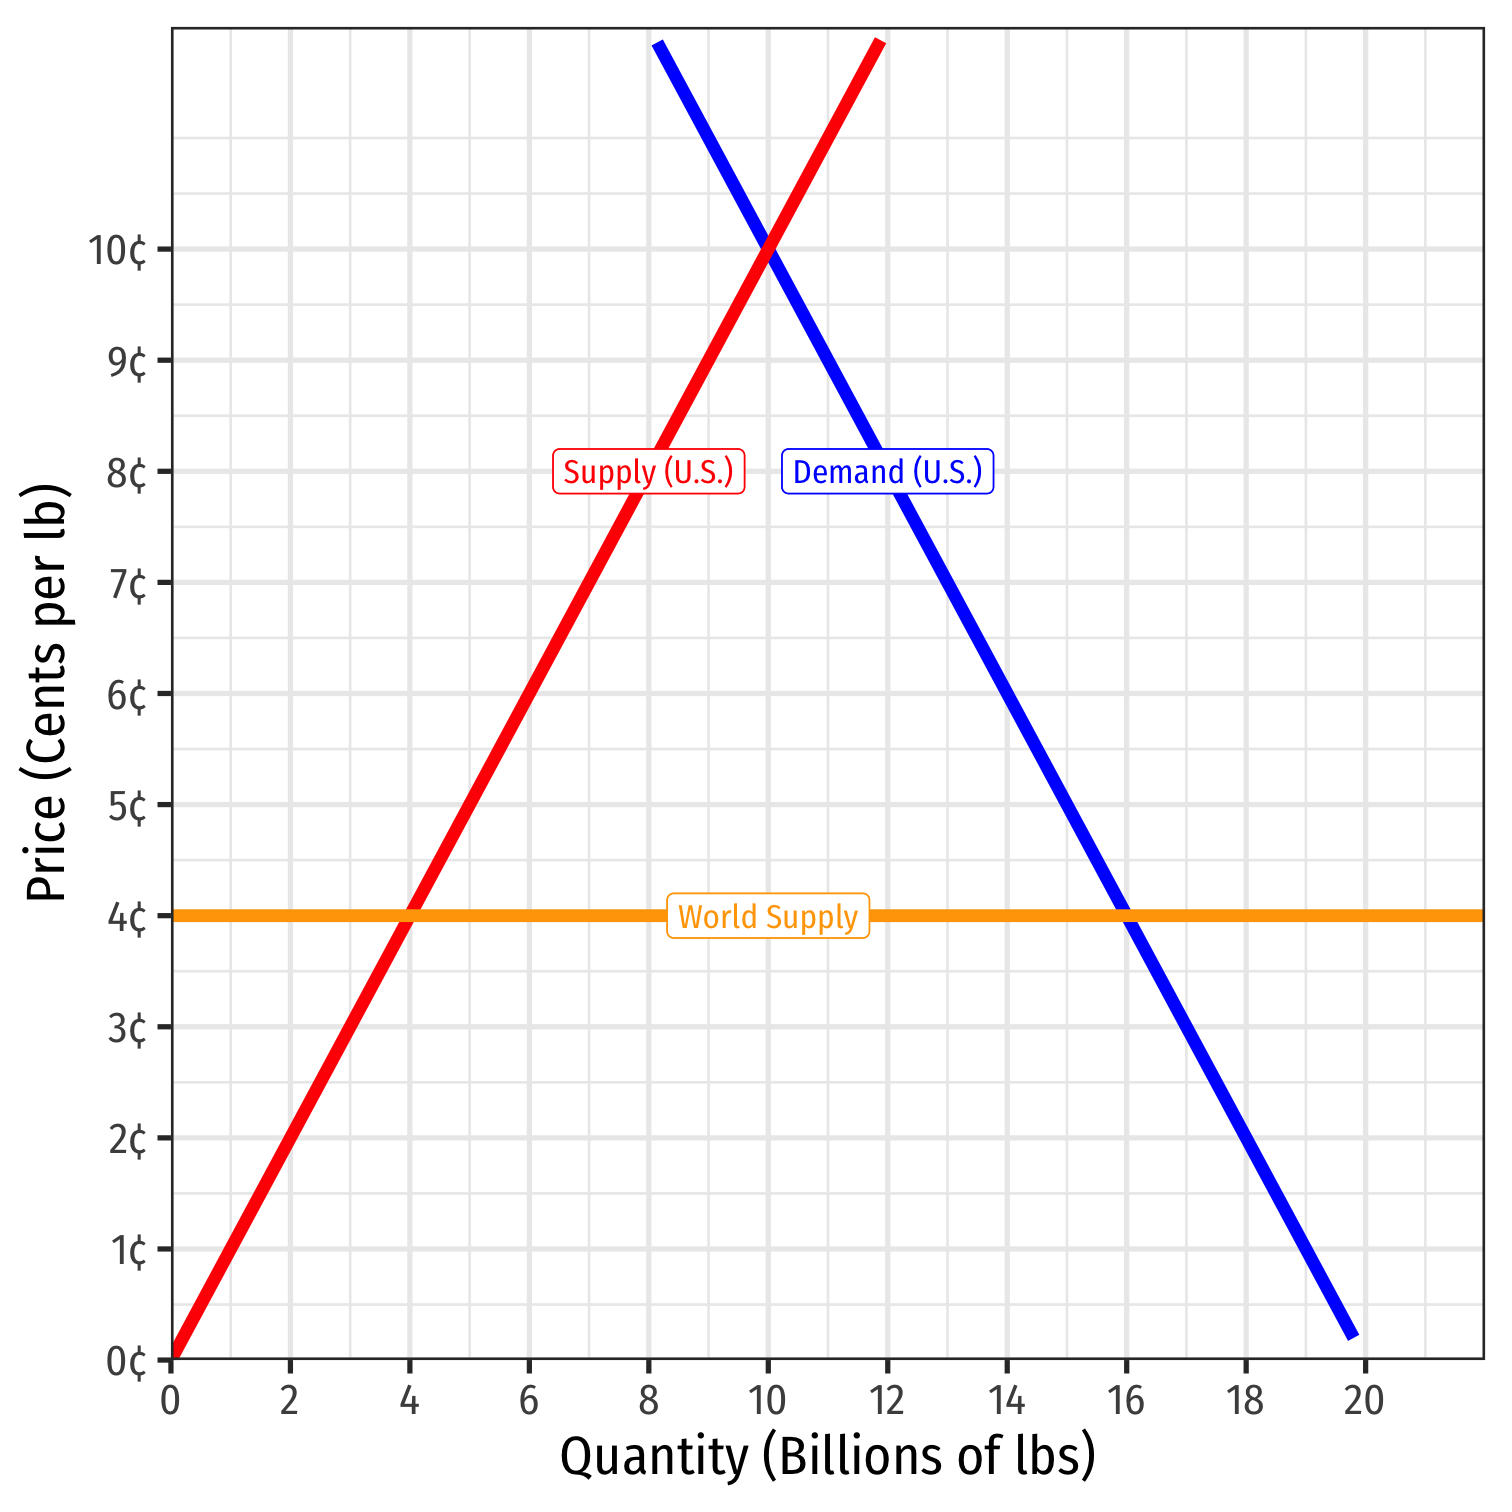 Price (Cents per lb)
10¢
9¢
8¢
7¢
6¢
5¢
4¢
3¢
2¢
1¢
0¢
Supply (U.S.)
Demand (U.S.)
World Supply
0 2 4 6 8 10 12 14 16 18 20
Quantity (Billions of lbs)